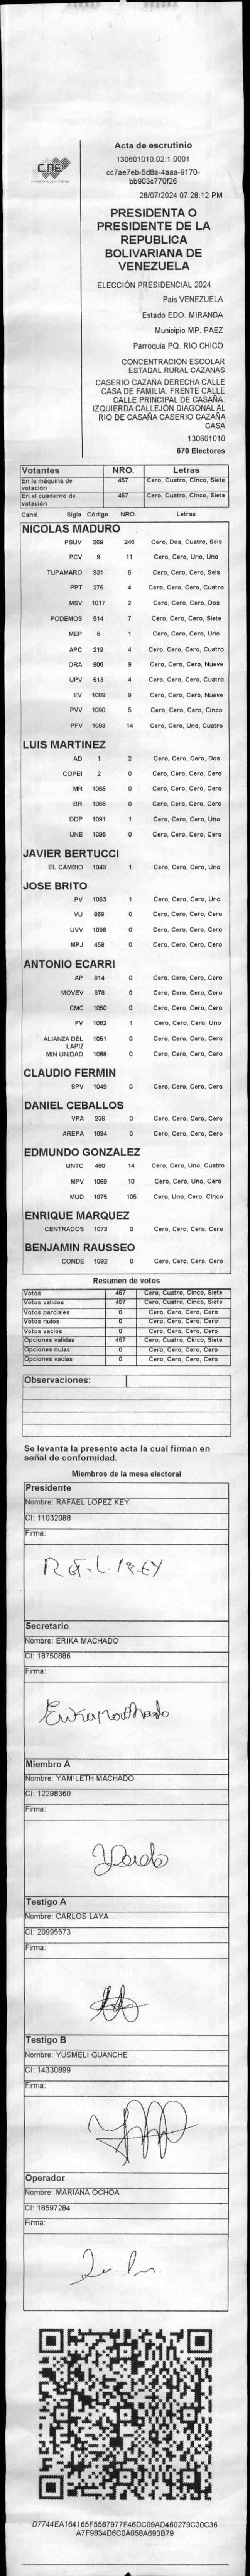 CNE
Acta de escrutinio
130601010.02.1.0001
cc7ae7eb-5d8a-4aaa-9170-
bb903c770f26
28/07/2024 07:28:12 PM
PRESIDENTA O
PRESIDENTE DE LA
REPUBLICA
BOLIVARIANA DE
VENEZUELA
ELECCIÓN PRESIDENCIAL 2024
País VENEZUELA
Estado EDO. MIRANDA
Municipio MP. PAEZ
Parroquia PQ. RIO CHICO
CONCENTRACIÓN ESCOLAR
ESTADAL RURAL CAZANAS
CASERIO CAZANA DERECHA CALLE
CASA DE FAMILIA. FRENTE CALLE
CALLE PRINCIPAL DE CASAÑA.
IZQUIERDA CALLEJÓN DIAGONAL AL
RIO DE CASAÑA CASERIO CAZAÑA
CASA
130601010
670 Electores
Votantes NRO. Letras
En la máquina de votación 457 Cero, Cuatro, Cinco, Siete
En el cuaderno de votación 457 Cero, Cuatro, Cinco, Siete
Cand. Sigla Código NRO. Letras
NICOLAS MADURO
PSUV 269 246 Cero, Dos, Cuatro, Seis
PCV 9 11 Cero, Cero, Uno, Uno
TUPAMARO 931 6 Cero, Cero, Cero, Seis
PPT 276 4 Cero, Cero, Cero, Cuatro
MSV 1017 2 Cero, Cero, Cero, Dos
PODEMOS 514 7 Cero, Cero, Cero, Siete
MEP 6 1 Cero, Cero, Cero, Uno
APC 219 4 Cero, Cero, Cero, Cuatro
ORA 906 9 Cero, Cero, Cero, Nueve
UPV 513 4 Cero, Cero, Cero, Cuatro
EV 1089 9 Cero, Cero, Cero, Nueve
PVV 1090 5 Cero, Cero, Cero, Cinco
PFV 1093 14 Cero, Cero, Uno, Cuatro
LUIS MARTINEZ
AD 1 2 Cero, Cero, Cero, Dos
COPEI 2 0 Cero, Cero, Cero, Cero
MR 1065 0 Cero, Cero, Cero, Cero
BR 1066 0 Cero, Cero, Cero, Cero
DDP 1091 1 Cero, Cero, Cero, Uno
UNE 1095 0 Cero, Cero, Cero, Cero
JAVIER BERTUCCI
EL CAMBIO 1048 1 Cero, Cero, Cero, Uno
JOSE BRITO
PV 1053 1 Cero, Cero, Cero, Uno
VU 868 0 Cero, Cero, Cero, Cero
UVV 1096 0 Cero, Cero, Cero, Cero
MPJ 458 0 Cero, Cero, Cero, Cero
ANTONIO ECARRI
AP 814 0 Cero, Cero, Cero, Cero
MOVEV 878 0 Cero, Cero, Cero, Cero
CMC 1050 0 Cero, Cero, Cero, Cero
FV 1062 1 Cero, Cero, Cero, Uno
ALIANZA DEL LAPIZ 1051 0 Cero, Cero, Cero, Cero
MIN UNIDAD 1068 0 Cero, Cero, Cero, Cero
CLAUDIO FERMIN
SPV 1049 0 Cero, Cero, Cero, Cero
DANIEL CEBALLOS
VPA 236 0 Cero, Cero, Cero, Cero
AREPA 1094 0 Cero, Cero, Cero, Cero
EDMUNDO GONZALEZ
UNTC 460 14 Cero, Cero, Uno, Cuatro
MPV 1069 10 Cero, Cero, Uno, Cero
MUD 1075 105 Cero, Uno, Cero, Cinco
ENRIQUE MARQUEZ
CENTRADOS 1073 0 Cero, Cero, Cero, Cero
BENJAMIN RAUSSEO
CONDE 1092 0 Cero, Cero, Cero, Cero
Resumen de votos
Votos 457 Cero, Cuatro, Cinco, Siete
Votos validos 457 Cero, Cuatro, Cinco, Siete
Votos parciales 0 Cero, Cero, Cero, Cero
Votos nulos 0 Cero, Cero, Cero, Cero
Votos vacios 0 Cero, Cero, Cero, Cero
Opciones validas 457 Cero, Cuatro, Cinco, Siete
Opciones nulas 0 Cero, Cero, Cero, Cero
Opciones vacias 0 Cero, Cero, Cero, Cero
Observaciones:
Se levanta la presente acta la cual firman en
señal de conformidad.
Miembros de la mesa electoral
Presidente
Nombre: RAFAEL LOPEZ KEY
CI: 11032088
Firma:
Secretario
Nombre: ERIKA MACHADO
CI: 18750886
Firma:
Erika Machado
Miembro A
Nombre: YAMILETH MACHADO
CI: 12298360
Firma:
Testigo A
Nombre: CARLOS LAYA
CI: 20995573
Firma:
Testigo B
Nombre: YUSMELI GUANCHE
CI: 14330899
Firma:
Operador
Nombre: MARIANA OCHOA
CI: 18597284
Firma:
D7744EA164165F5587977F46DC09AD460279C30C36
A7F9834D6C0A058A693B79